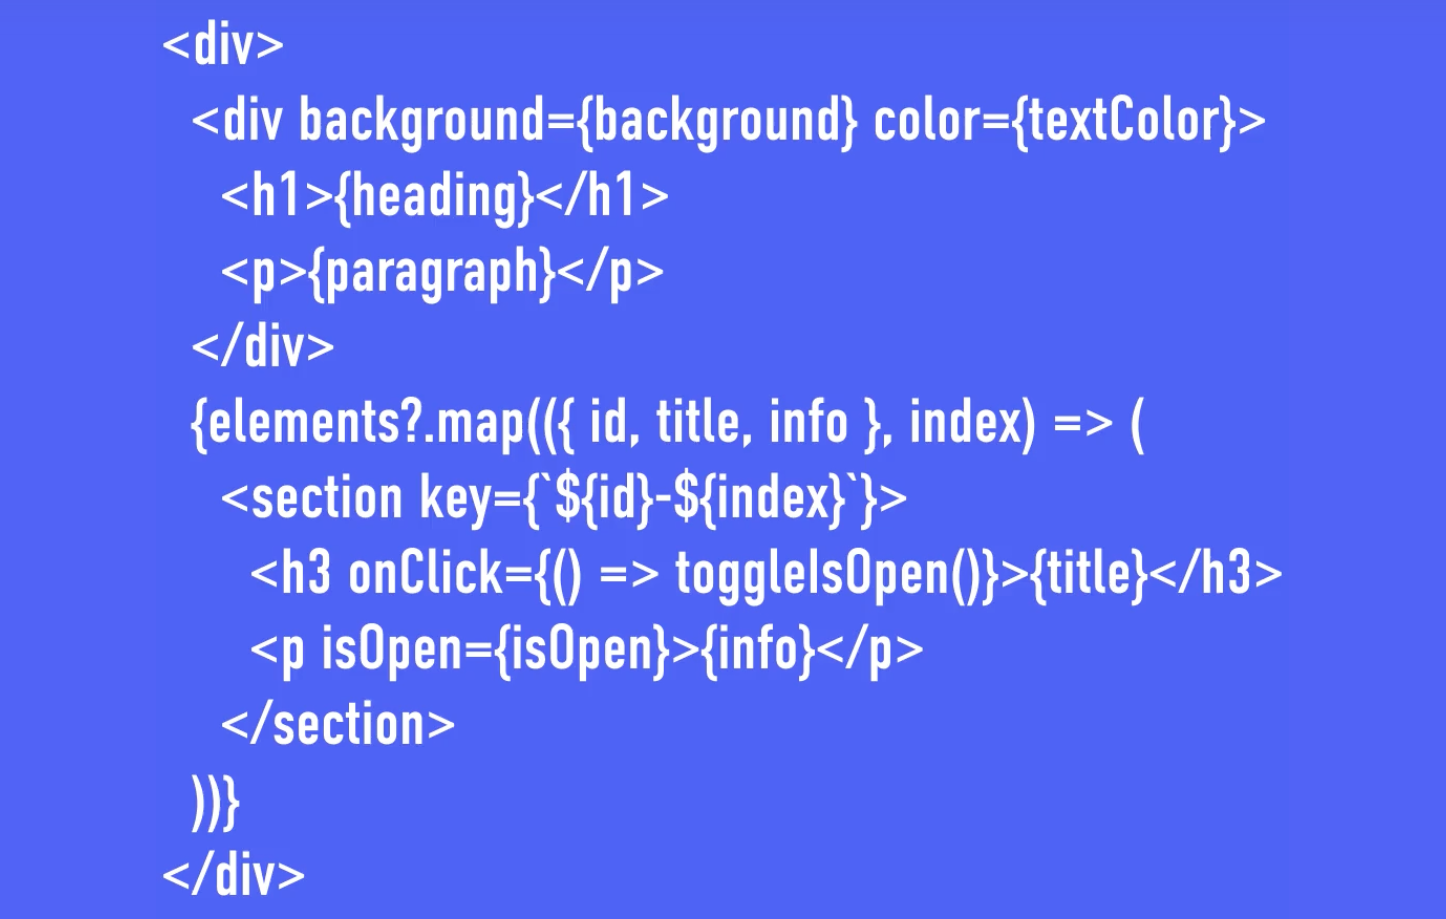 <div>
<div background={background} color={textColor}>
<h1>{heading}</h1>
<p>{paragraph}</p>
</div>
{elements?.map(({ id, title, info }, index) => (
<section key={`${id}-${index}`}>
<h3 onClick={() => toggleIsOpen()}>{title}</h3>
<p isOpen={isOpen}>{info}</p>
</section>
))}
</div>